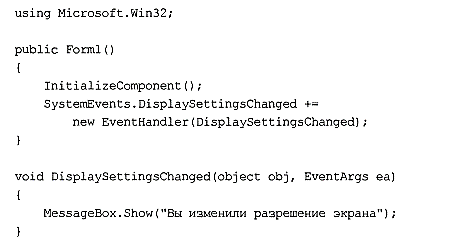 using Microsoft.Win32;
public Form1()
{
InitializeComponent();
SystemEvents.DisplaySettingsChanged +=
new EventHandler(DisplaySettingsChanged);
}
void DisplaySettingsChanged(object obj, EventArgs ea)
{
MessageBox.Show("Вы изменили разрешение экрана");
}